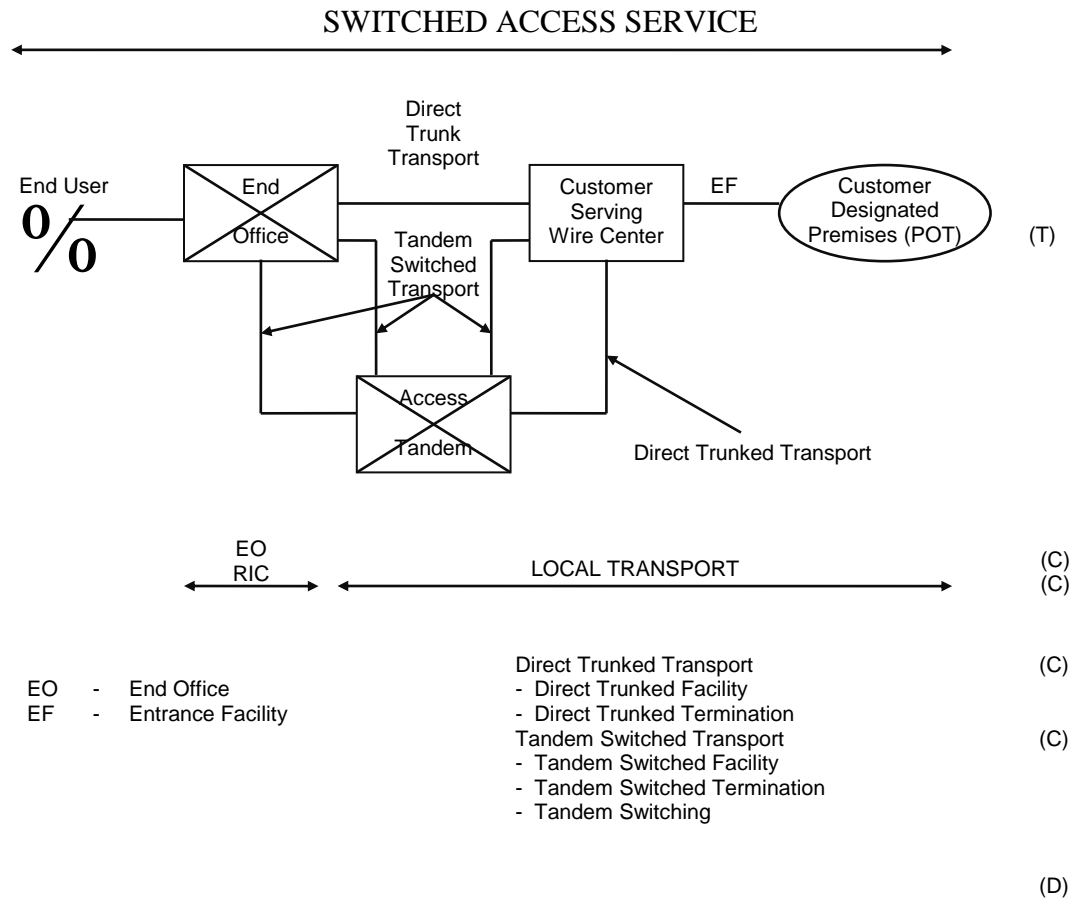 SWITCHED ACCESS SERVICE
Direct
Trunk
Transport
End User
%
End
Office
Customer
Serving
Wire Center
EF
Customer
Designated
Premises (POT)
(T)
Tandem
Switched
Transport
Access
Tandem
Direct Trunked Transport
EO
RIC
LOCAL TRANSPORT
(C)
(C)
EO - End Office
EF - Entrance Facility
Direct Trunked Transport (C)
- Direct Trunked Facility
- Direct Trunked Termination
Tandem Switched Transport (C)
- Tandem Switched Facility
- Tandem Switched Termination
- Tandem Switching
(D)